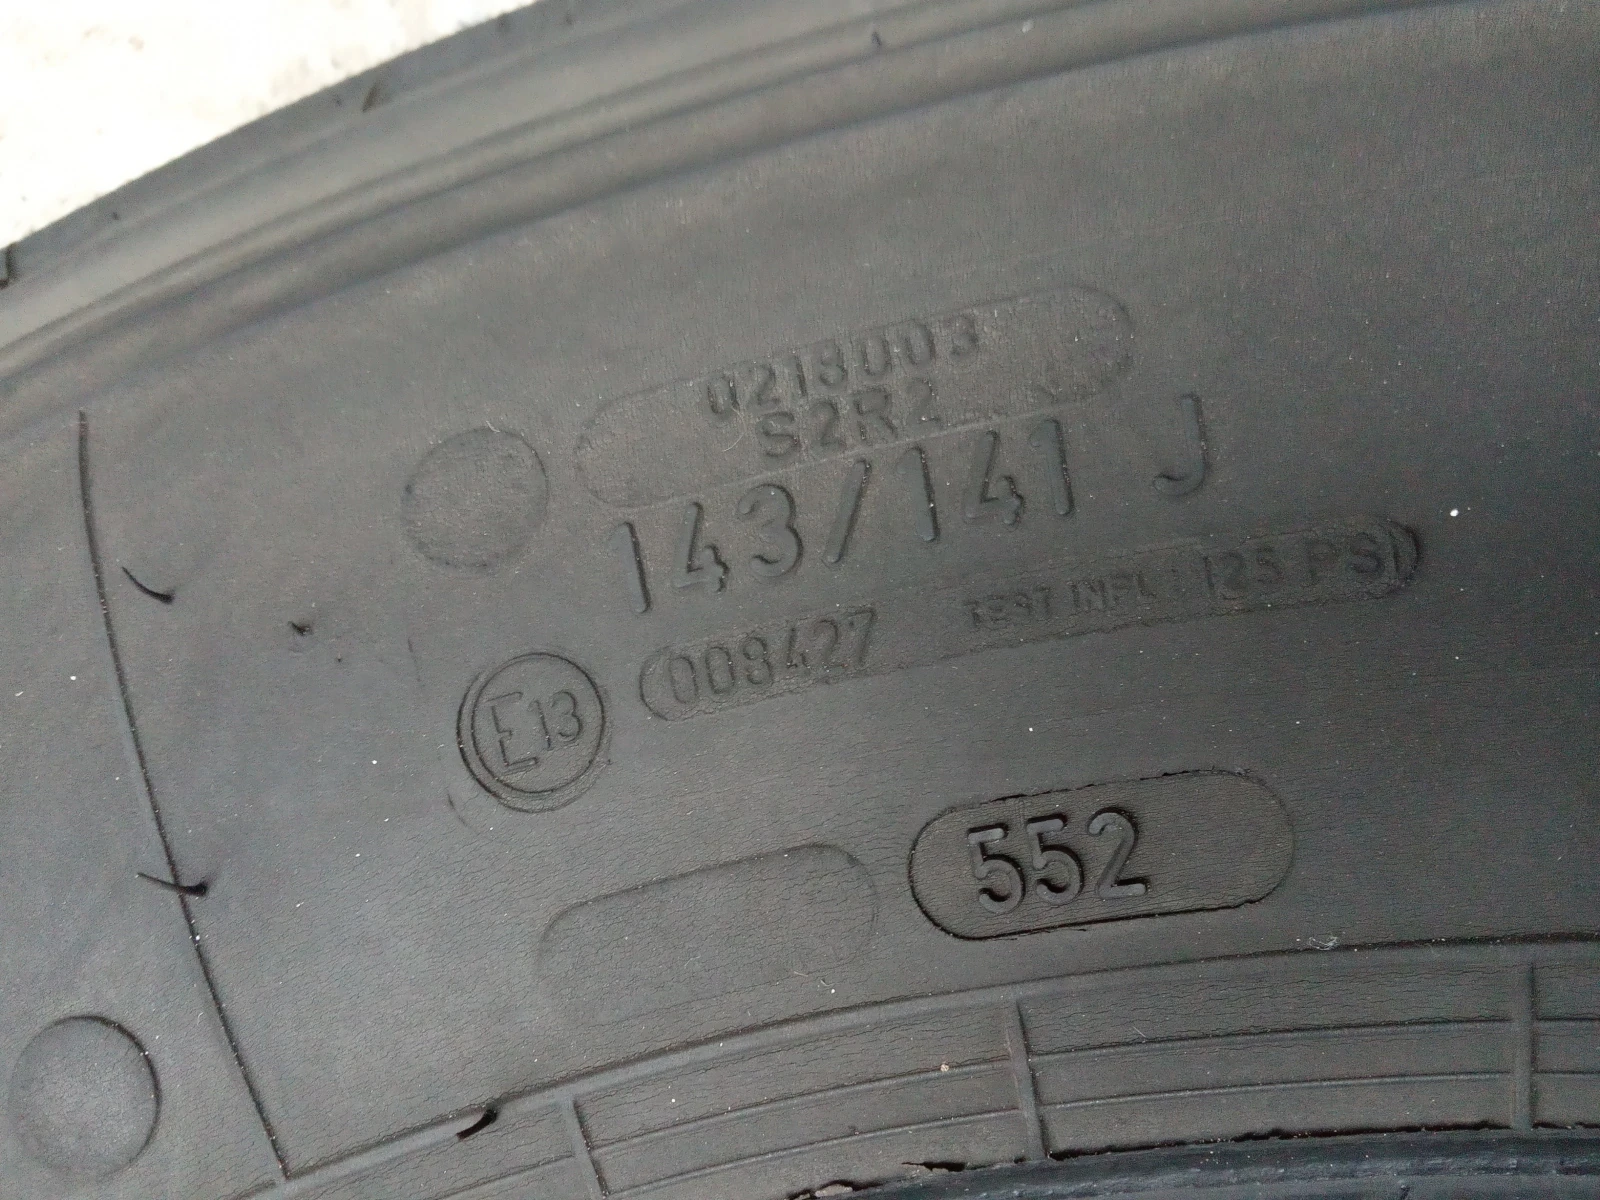 0218003
S2R2
143/141 J
E13 008427 TEST INFL: 125 PSI
552